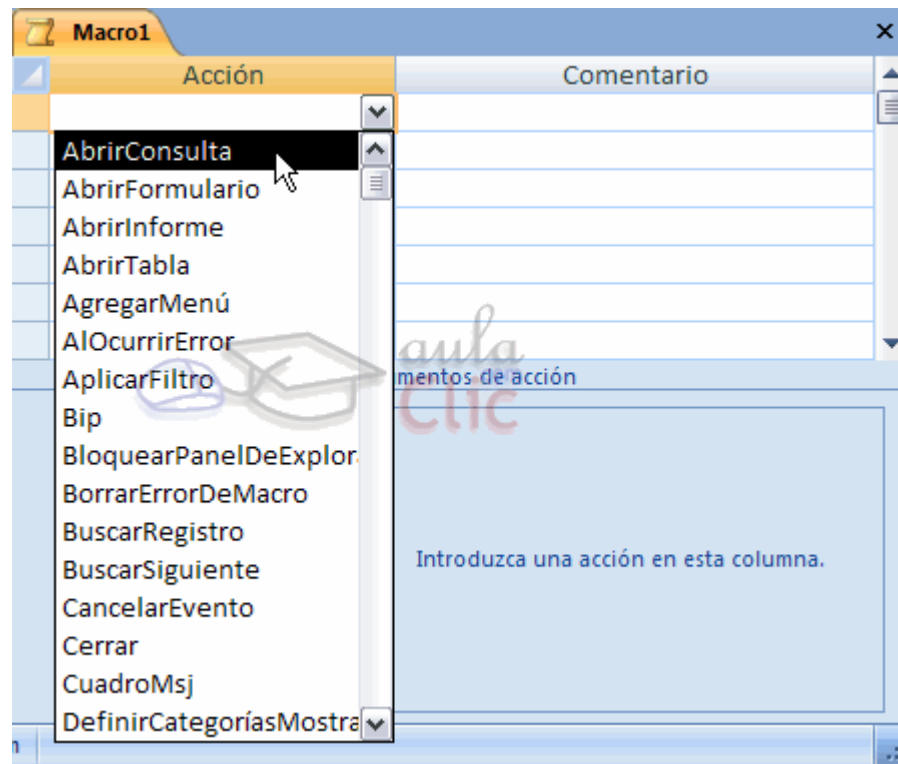 Macro1
Acción Comentario
AbrirConsulta
AbrirFormulario
AbrirInforme
AbrirTabla
AgregarMenú
AlOcurrirError
AplicarFiltro
Bip
BloquearPanelDeExplor
BorrarErrorDeMacro
BuscarRegistro
BuscarSiguiente
CancelarEvento
Cerrar
CuadroMsj
DefinirCategoríasMostra
aula
Clic
mentos de acción
Introduzca una acción en esta columna.